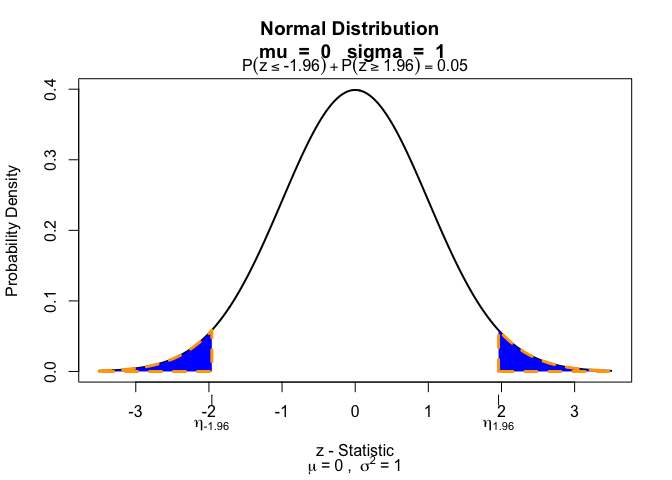 Normal Distribution
mu = 0 sigma = 1
P(z ≤ -1.96) + P(z ≥ 1.96) = 0.05
Probability Density
0.4
0.3
0.2
0.1
0.0
-3 -2 -1 0 1 2 3
η-1.96 η1.96
z - Statistic
μ = 0 , σ² = 1